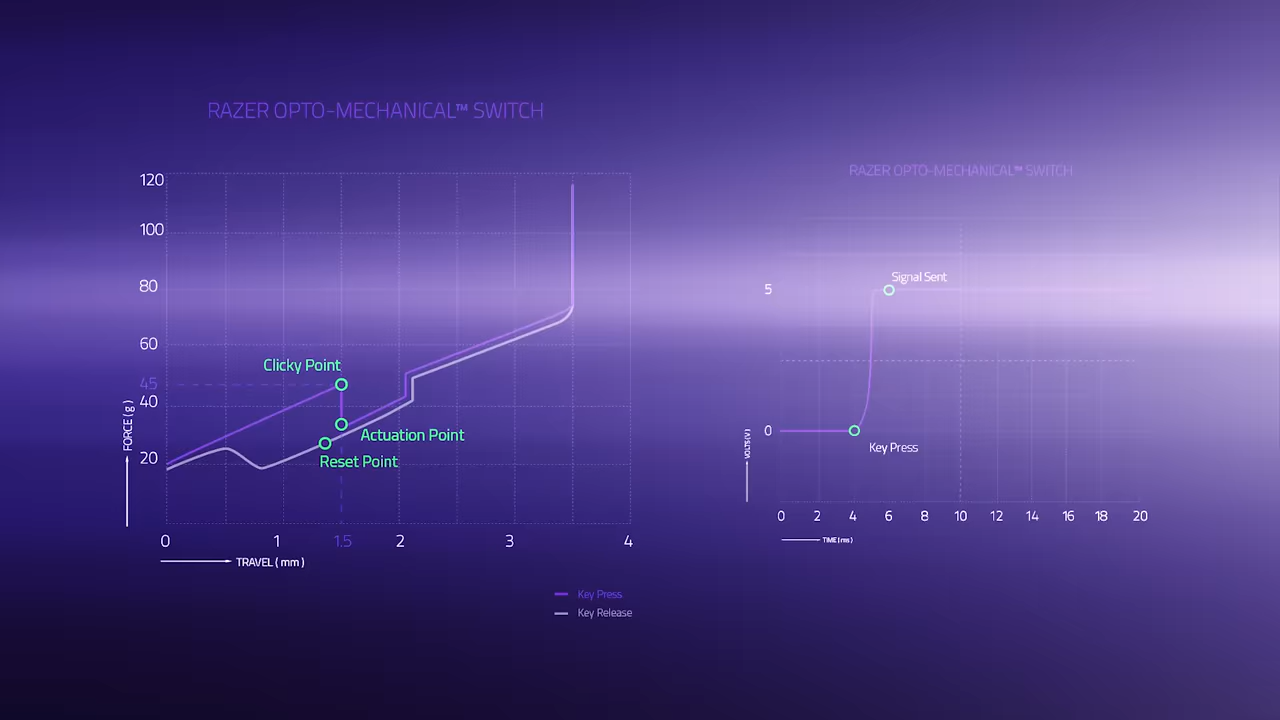 RAZER OPTO-MECHANICAL™ SWITCH
120
100
80
60
45
40
20
FORCE ( g )
Clicky Point
Actuation Point
Reset Point
0 1 1.5 2 3 4
TRAVEL ( mm )
Key Press
Key Release
RAZER OPTO-MECHANICAL™ SWITCH
5
0
VOLTS ( V )
Signal Sent
Key Press
0 2 4 6 8 10 12 14 16 18 20
TIME ( ms )